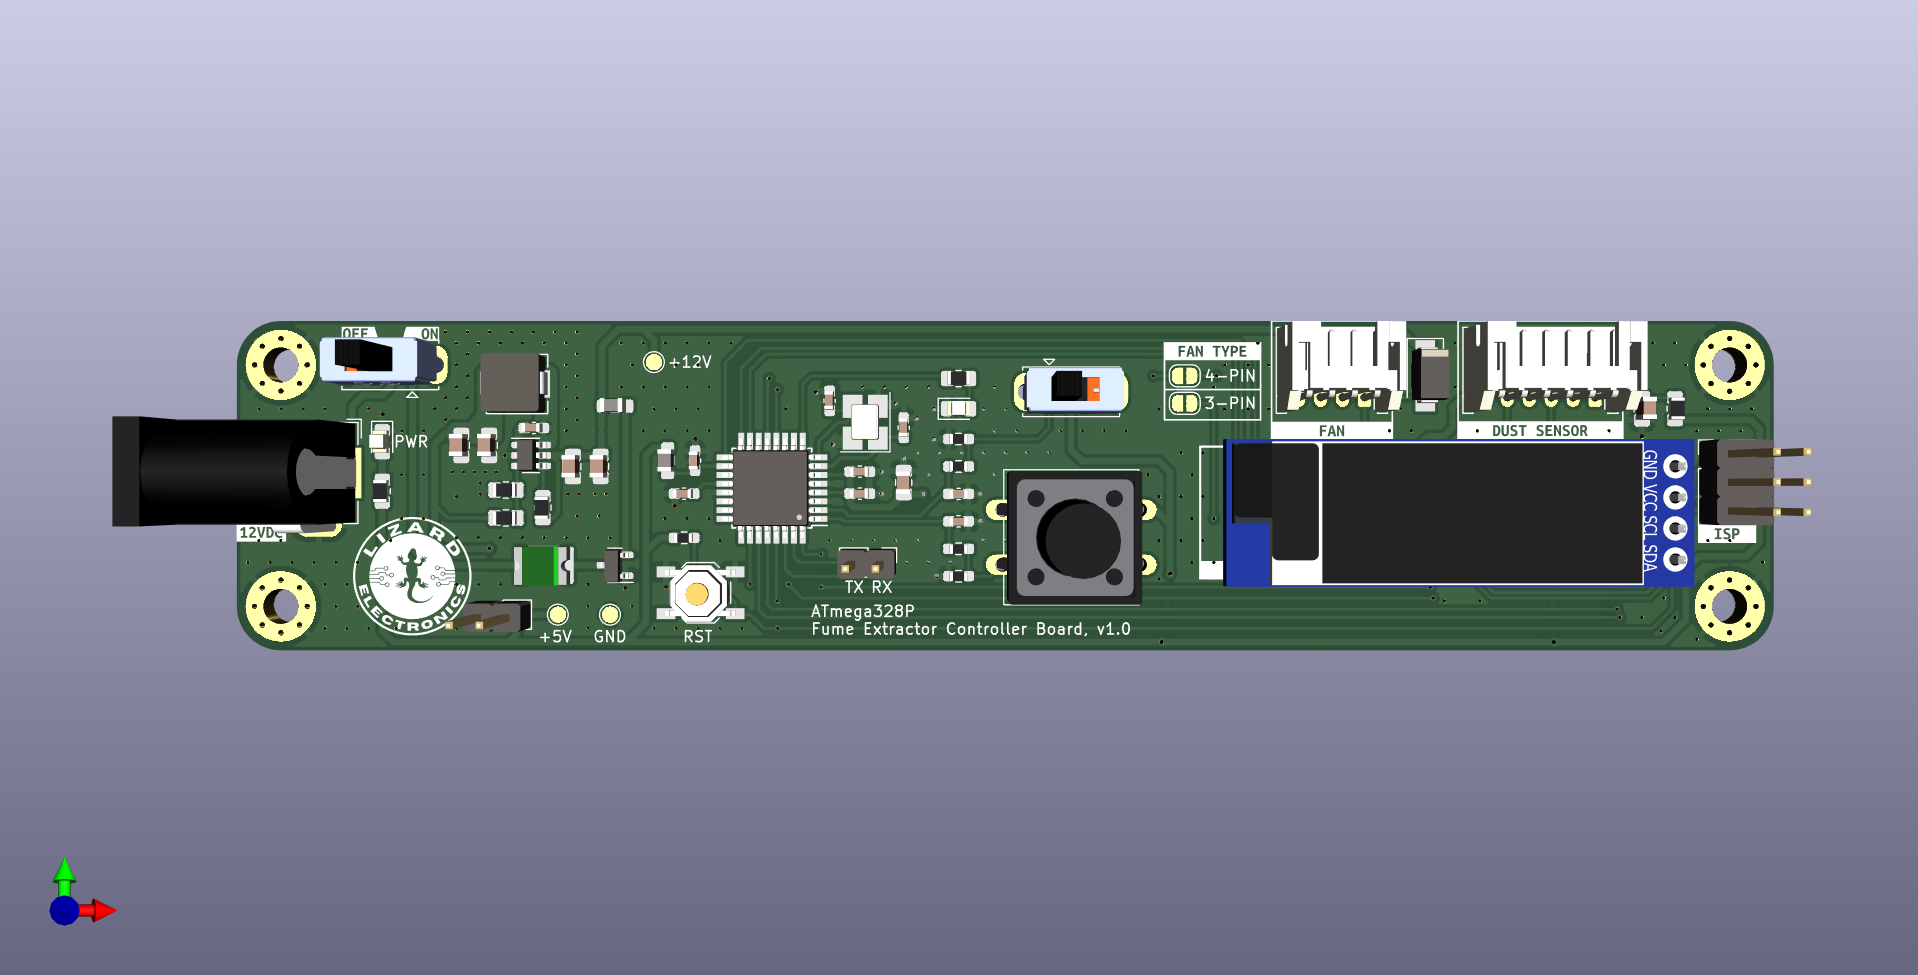 OFF ON
+12V
FAN TYPE
4-PIN
3-PIN
FAN
DUST SENSOR
PWR
12VDC
LIZARD
ELECTRONICS
+5V
GND
RST
TX RX
ATmega328P
Fume Extractor Controller Board, v1.0
GND VCC SCL SDA
ISP